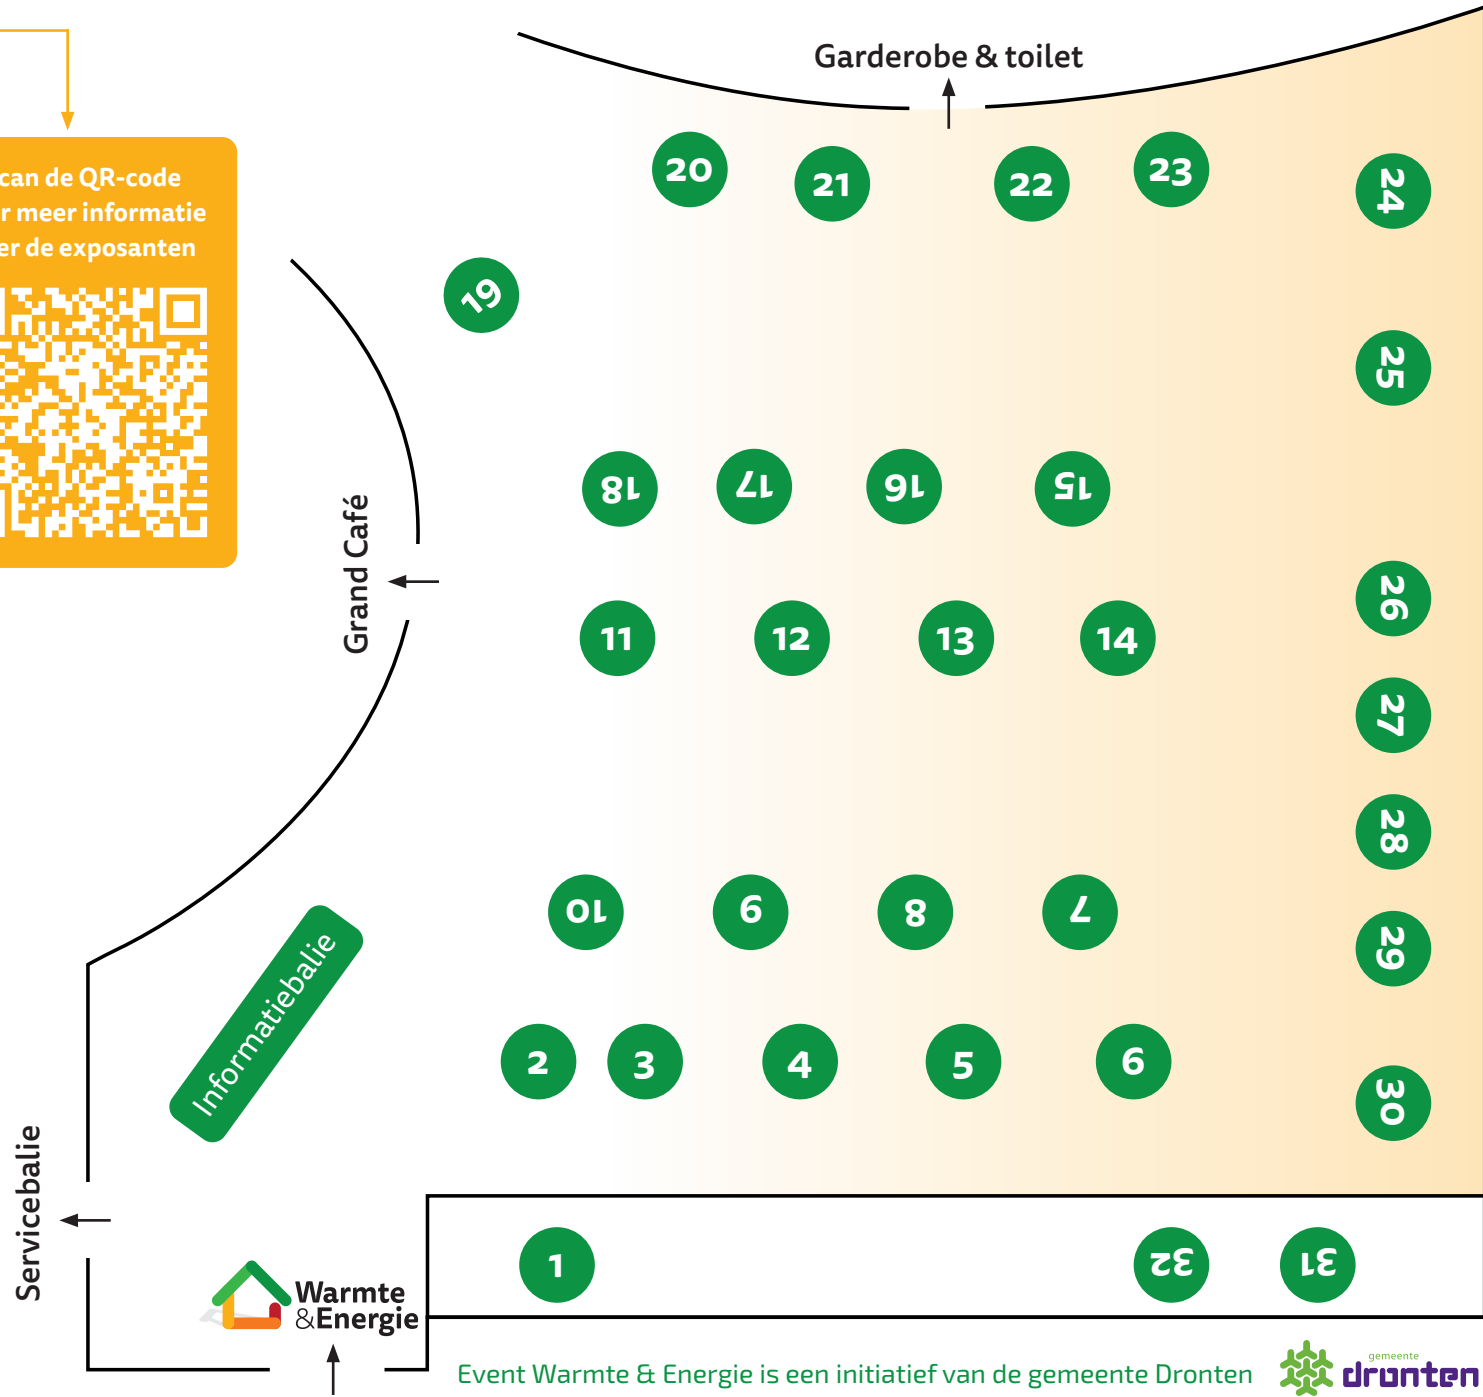 Garderobe & toilet
can de QR-code
r meer informatie
er de exposanten
20
21
22
23
24
19
25
18
17
16
15
Grand Café
11
12
13
14
26
27
28
10
9
8
7
29
Informatiebalie
2
3
4
5
6
30
Servicebalie
1
32
31
Warmte
&Energie
Event Warmte & Energie is een initiatief van de gemeente Dronten
gemeente
dronten